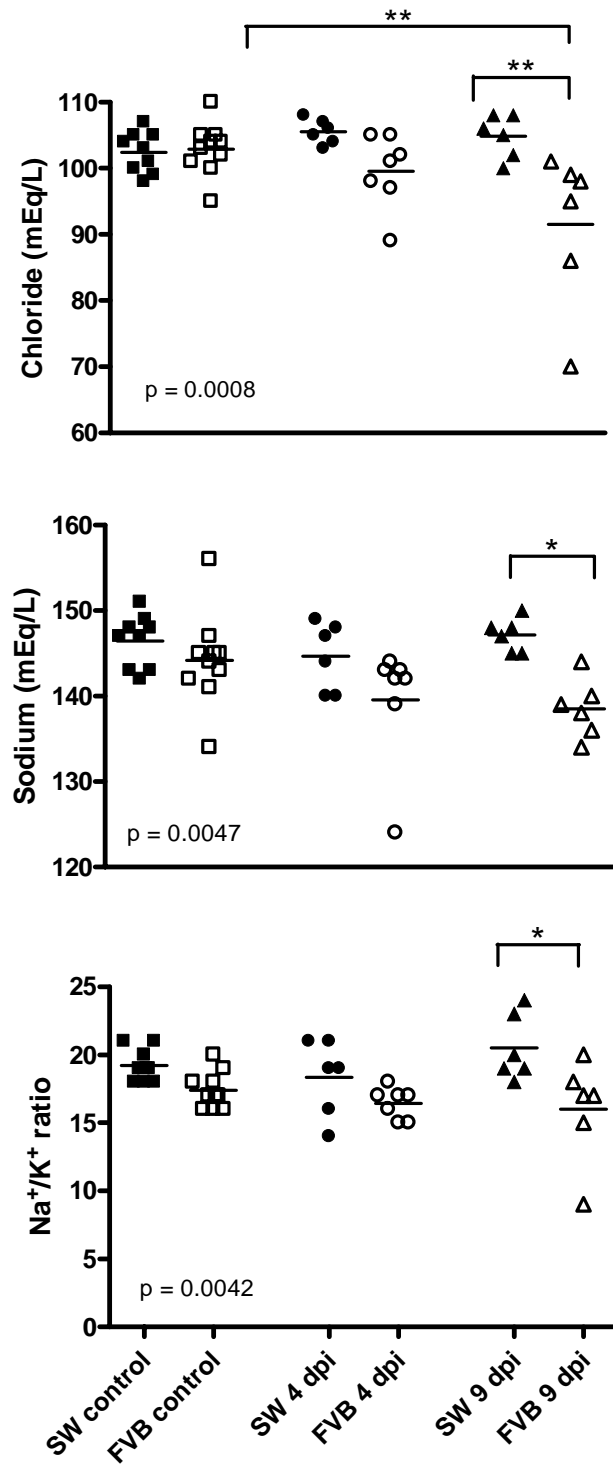 **
**
110
100
90
80
70
60
Chloride (mEq/L)
p = 0.0008
*
160
150
140
130
120
Sodium (mEq/L)
p = 0.0047
*
25
20
15
10
5
0
Na⁺/K⁺ ratio
p = 0.0042
SW control
FVB control
SW 4 dpi
FVB 4 dpi
SW 9 dpi
FVB 9 dpi